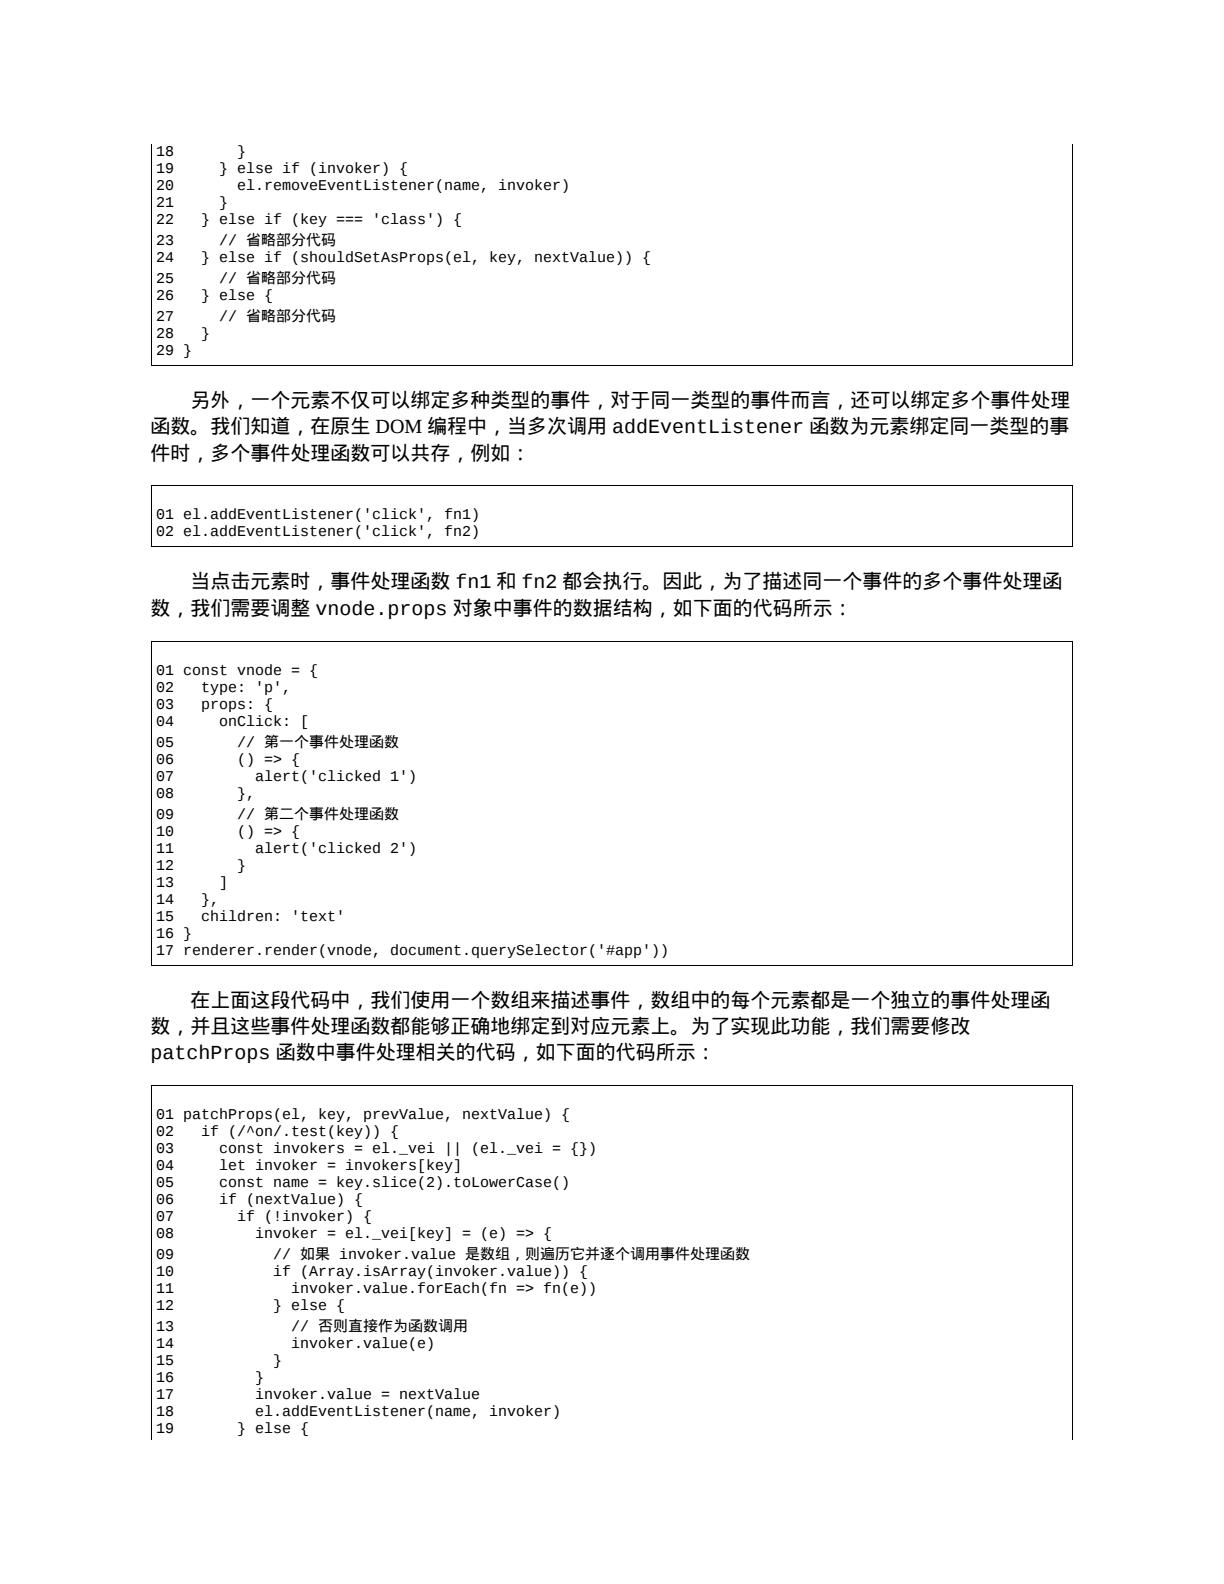 18       }
19     } else if (invoker) {
20       el.removeEventListener(name, invoker)
21     }
22   } else if (key === 'class') {
23     // 省略部分代码
24   } else if (shouldSetAsProps(el, key, nextValue)) {
25     // 省略部分代码
26   } else {
27     // 省略部分代码
28   }
29 }
另外，一个元素不仅可以绑定多种类型的事件，对于同一类型的事件而言，还可以绑定多个事件处理
函数。我们知道，在原生 DOM 编程中，当多次调用 addEventListener 函数为元素绑定同一类型的事
件时，多个事件处理函数可以共存，例如：
01 el.addEventListener('click', fn1)
02 el.addEventListener('click', fn2)
当点击元素时，事件处理函数 fn1 和 fn2 都会执行。因此，为了描述同一个事件的多个事件处理函
数，我们需要调整 vnode.props 对象中事件的数据结构，如下面的代码所示：
01 const vnode = {
02   type: 'p',
03   props: {
04     onClick: [
05       // 第一个事件处理函数
06       () => {
07         alert('clicked 1')
08       },
09       // 第二个事件处理函数
10       () => {
11         alert('clicked 2')
12       }
13     ]
14   },
15   children: 'text'
16 }
17 renderer.render(vnode, document.querySelector('#app'))
在上面这段代码中，我们使用一个数组来描述事件，数组中的每个元素都是一个独立的事件处理函
数，并且这些事件处理函数都能够正确地绑定到对应元素上。为了实现此功能，我们需要修改
patchProps 函数中事件处理相关的代码，如下面的代码所示：
01 patchProps(el, key, prevValue, nextValue) {
02   if (/^on/.test(key)) {
03     const invokers = el._vei || (el._vei = {})
04     let invoker = invokers[key]
05     const name = key.slice(2).toLowerCase()
06     if (nextValue) {
07       if (!invoker) {
08         invoker = el._vei[key] = (e) => {
09           // 如果 invoker.value 是数组，则遍历它并逐个调用事件处理函数
10           if (Array.isArray(invoker.value)) {
11             invoker.value.forEach(fn => fn(e))
12           } else {
13             // 否则直接作为函数调用
14             invoker.value(e)
15           }
16         }
17         invoker.value = nextValue
18         el.addEventListener(name, invoker)
19       } else {